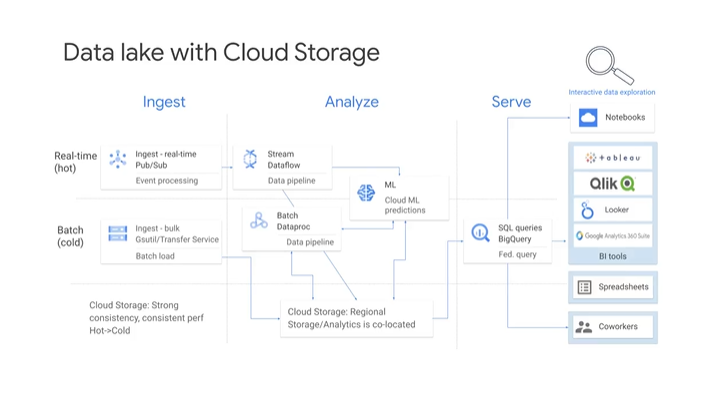 Data lake with Cloud Storage
Interactive data exploration
Ingest
Analyze
Serve
Notebooks
Real-time
(hot)
Ingest - real-time
Pub/Sub
Event processing
Stream
Dataflow
Data pipeline
ML
Cloud ML
predictions
+ableau
Qlik
Looker
Google Analytics 360 Suite
BI tools
Batch
(cold)
Ingest - bulk
Gsutil/Transfer Service
Batch load
Batch
Dataproc
Data pipeline
SQL queries
BigQuery
Fed. query
Spreadsheets
Cloud Storage: Strong
consistency, consistent perf
Hot->Cold
Cloud Storage: Regional
Storage/Analytics is co-located
Coworkers